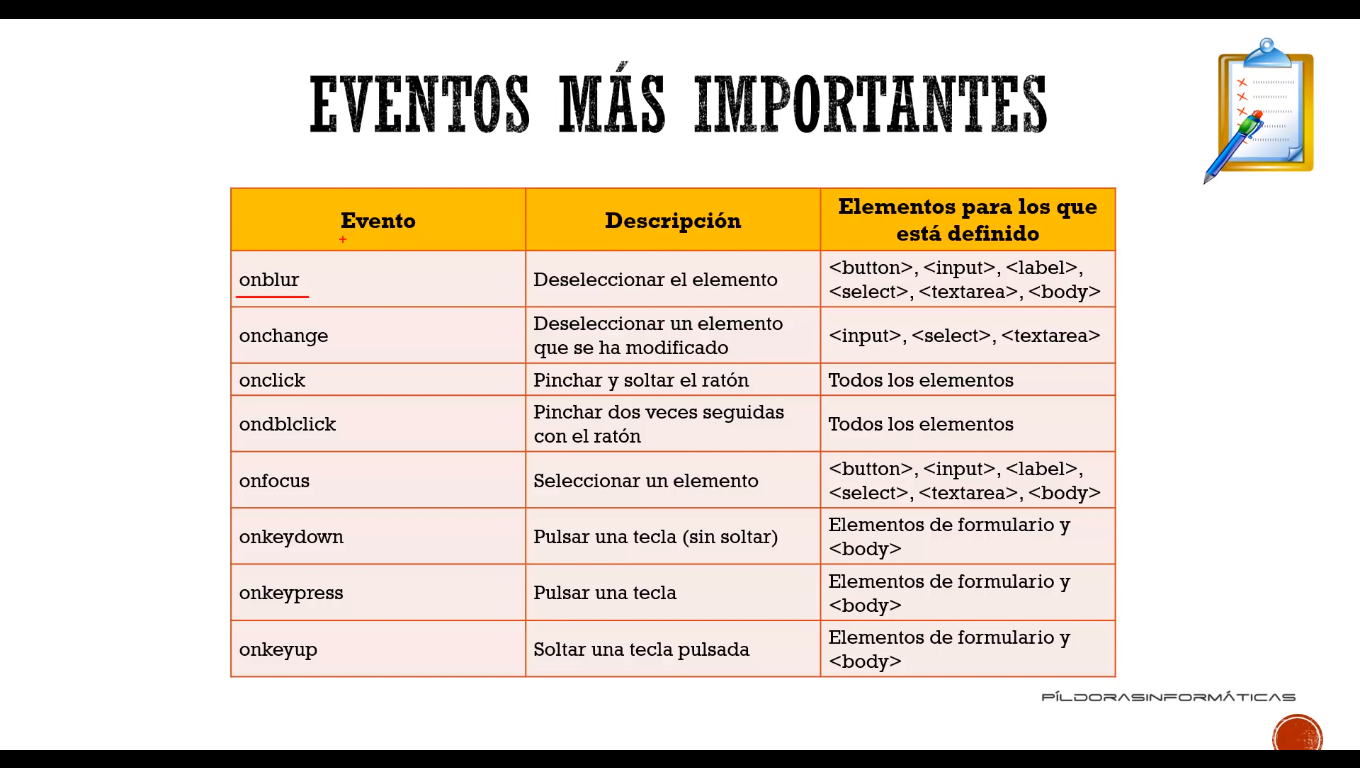 EVENTOS MÁS IMPORTANTES
Evento
Descripción
Elementos para los que
está definido
onblur
Deseleccionar el elemento
<button>, <input>, <label>,
<select>, <textarea>, <body>
onchange
Deseleccionar un elemento
que se ha modificado
<input>, <select>, <textarea>
onclick
Pinchar y soltar el ratón
Todos los elementos
ondblclick
Pinchar dos veces seguidas
con el ratón
Todos los elementos
onfocus
Seleccionar un elemento
<button>, <input>, <label>,
<select>, <textarea>, <body>
onkeydown
Pulsar una tecla (sin soltar)
Elementos de formulario y
<body>
onkeypress
Pulsar una tecla
Elementos de formulario y
<body>
onkeyup
Soltar una tecla pulsada
Elementos de formulario y
<body>
PÍLDORASINFORMÁTICAS